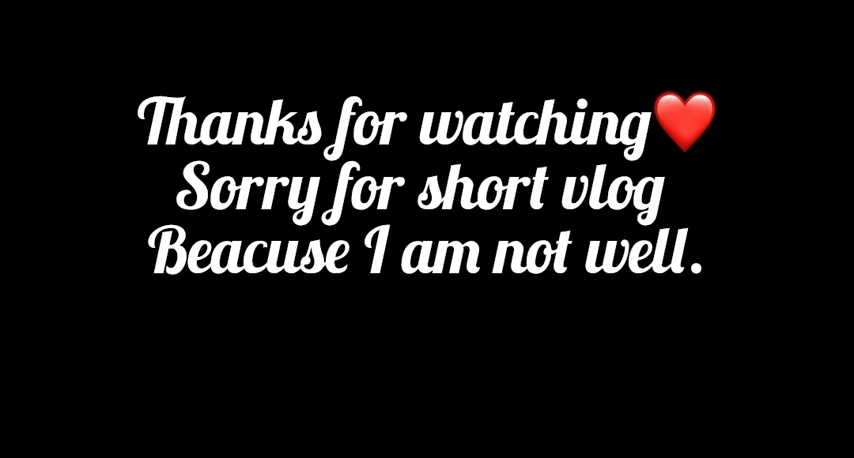 Thanks for watching❤️
Sorry for short vlog
Beacuse I am not well.